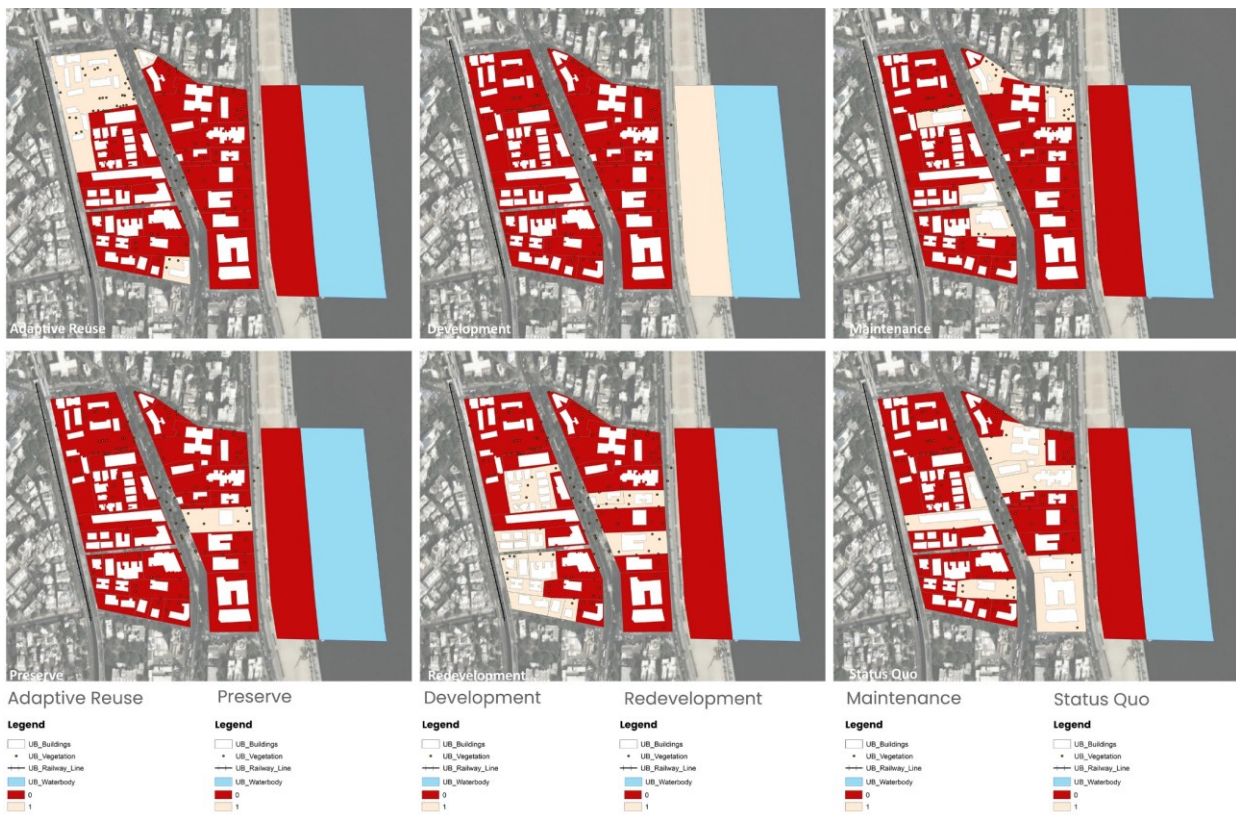 Adaptive Reuse
Development
Maintenance
Preserve
Redevelopment
Status Quo
Adaptive Reuse
Legend
UB_Buildings
UB_Vegetation
UB_Railway_Line
UB_Waterbody
0
1
Preserve
Legend
UB_Buildings
UB_Vegetation
UB_Railway_Line
UB_Waterbody
0
1
Development
Legend
UB_Buildings
UB_Vegetation
UB_Railway_Line
UB_Waterbody
0
1
Redevelopment
Legend
UB_Buildings
UB_Vegetation
UB_Railway_Line
UB_Waterbody
0
1
Maintenance
Legend
UB_Buildings
UB_Vegetation
UB_Railway_Line
UB_Waterbody
0
1
Status Quo
Legend
UB_Buildings
UB_Vegetation
UB_Railway_Line
UB_Waterbody
0
1